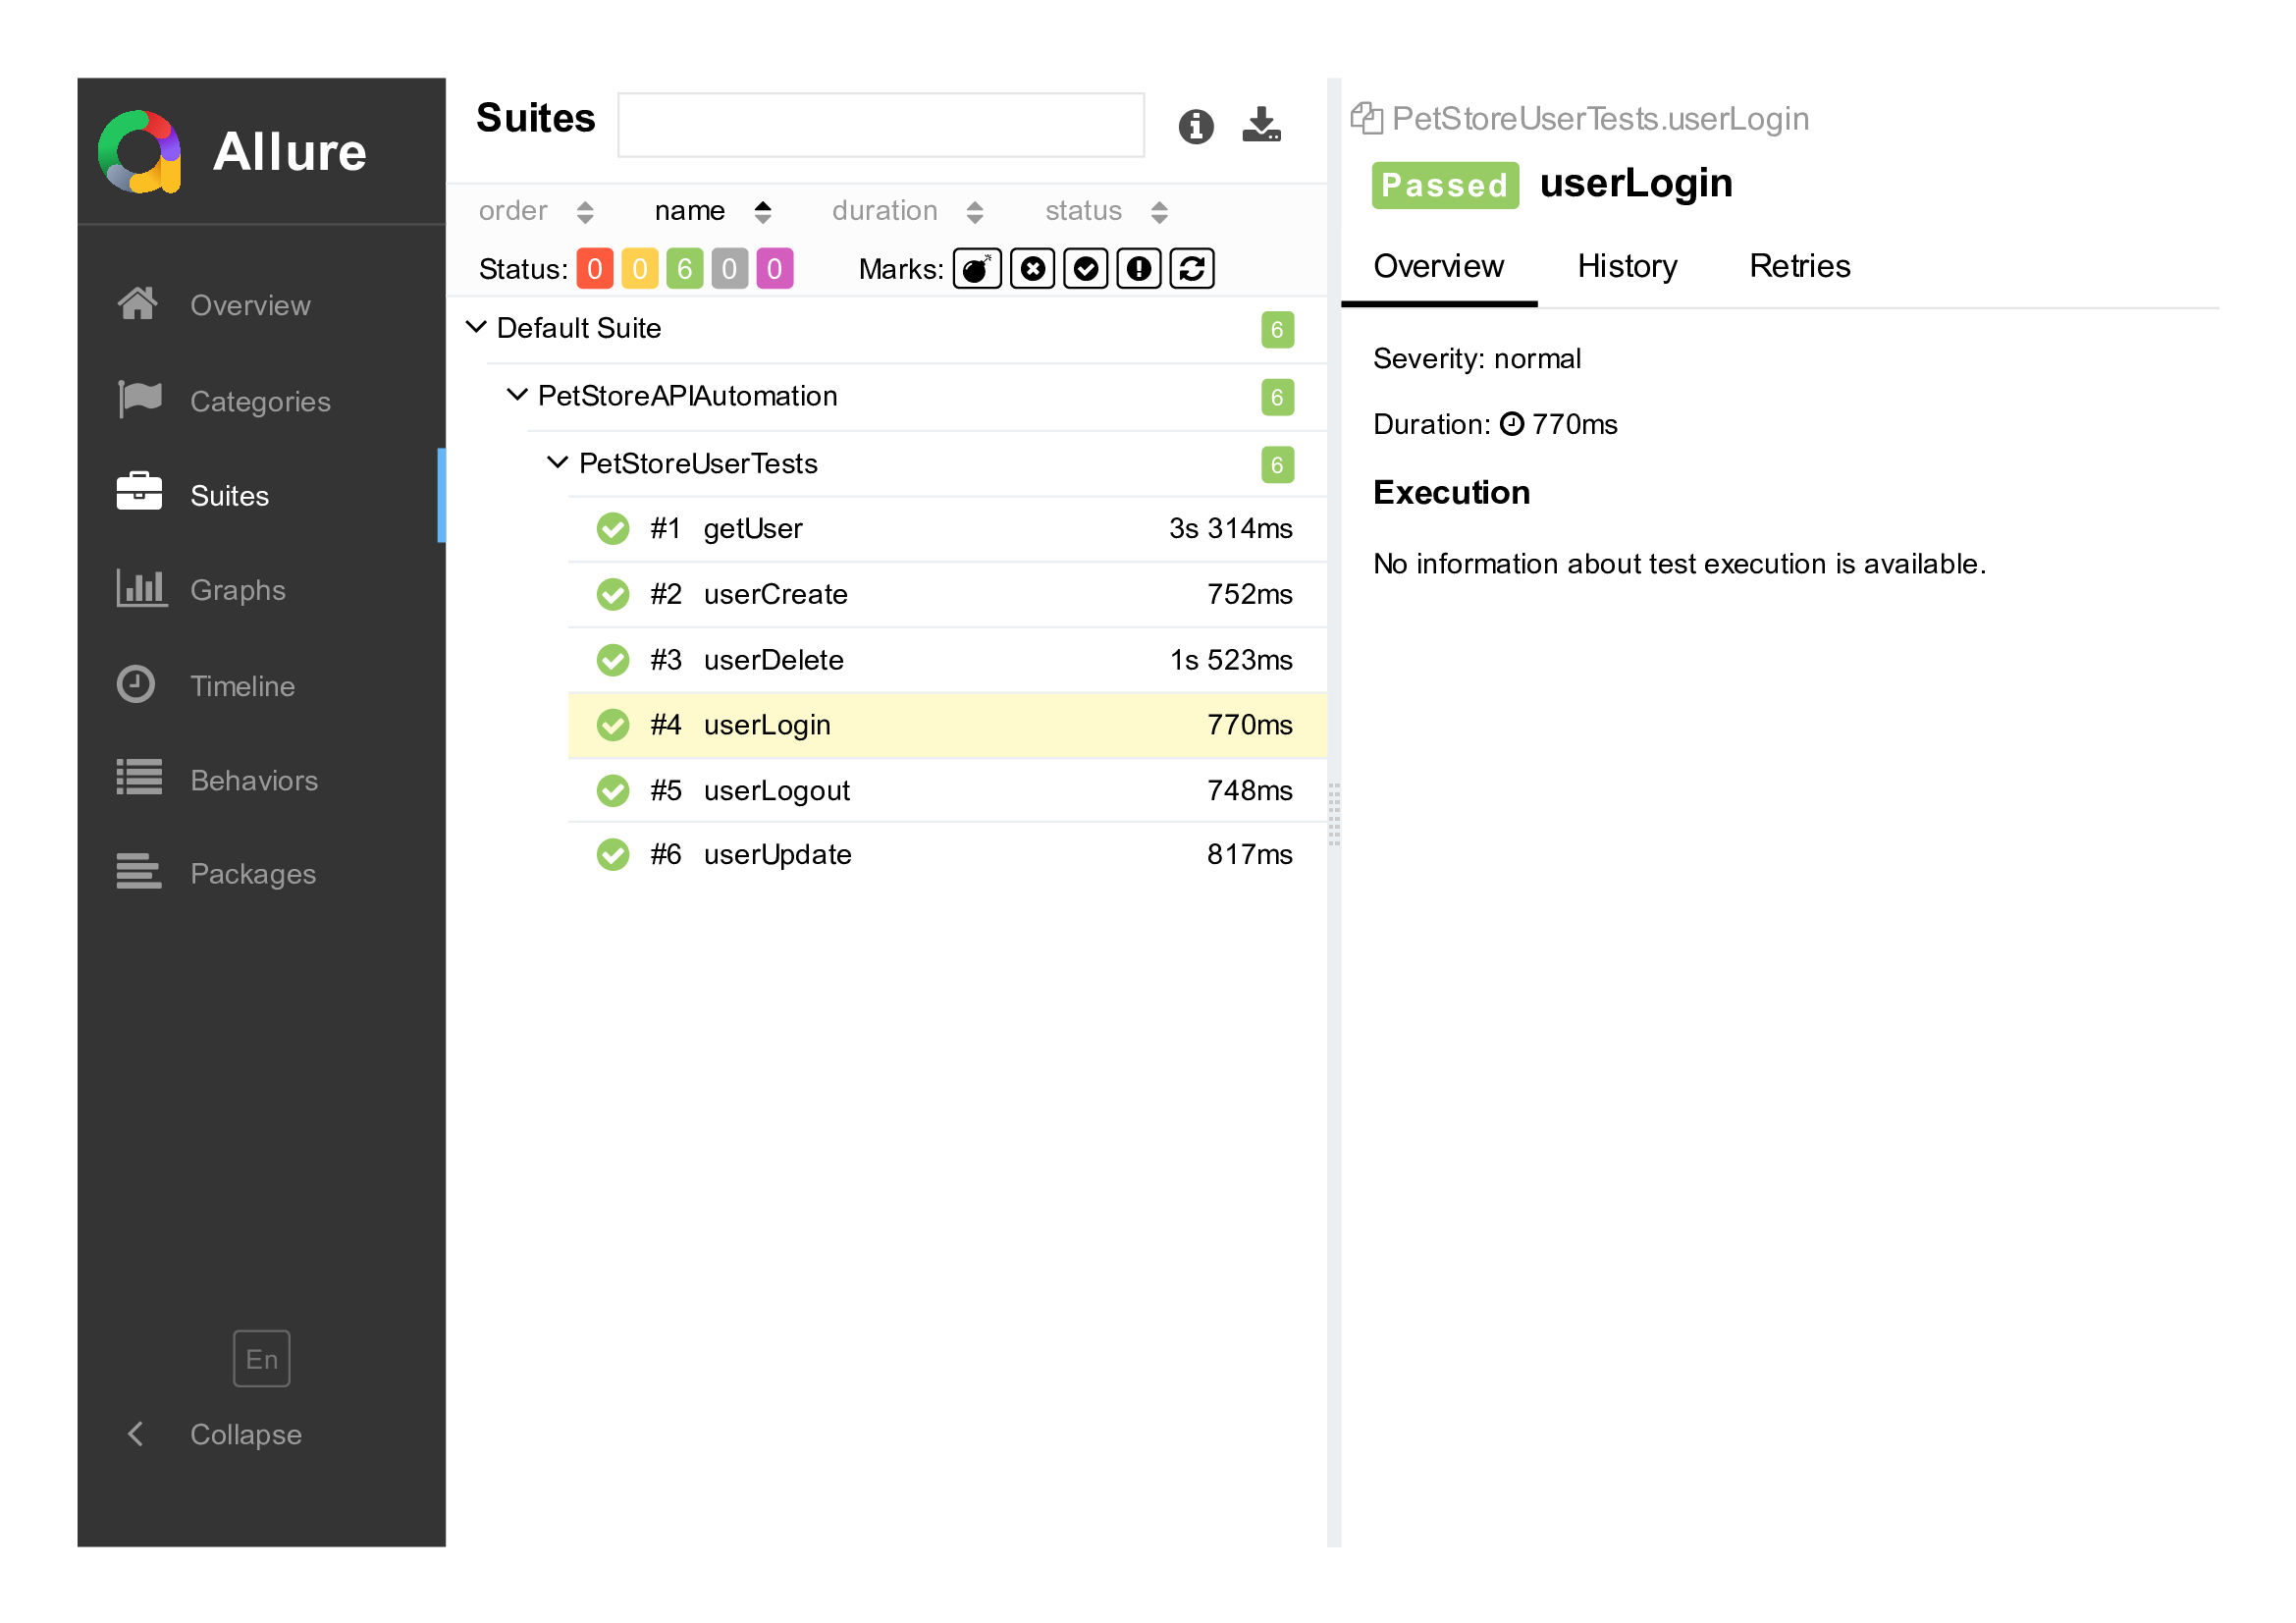 Allure
Overview
Categories
Suites
Graphs
Timeline
Behaviors
Packages
En
Collapse
Suites
order name duration status
Status: 0 0 6 0 0 Marks:
Default Suite 6
PetStoreAPIAutomation 6
PetStoreUserTests 6
#1 getUser 3s 314ms
#2 userCreate 752ms
#3 userDelete 1s 523ms
#4 userLogin 770ms
#5 userLogout 748ms
#6 userUpdate 817ms
PetStoreUserTests.userLogin
Passed userLogin
Overview History Retries
Severity: normal
Duration: 770ms
Execution
No information about test execution is available.